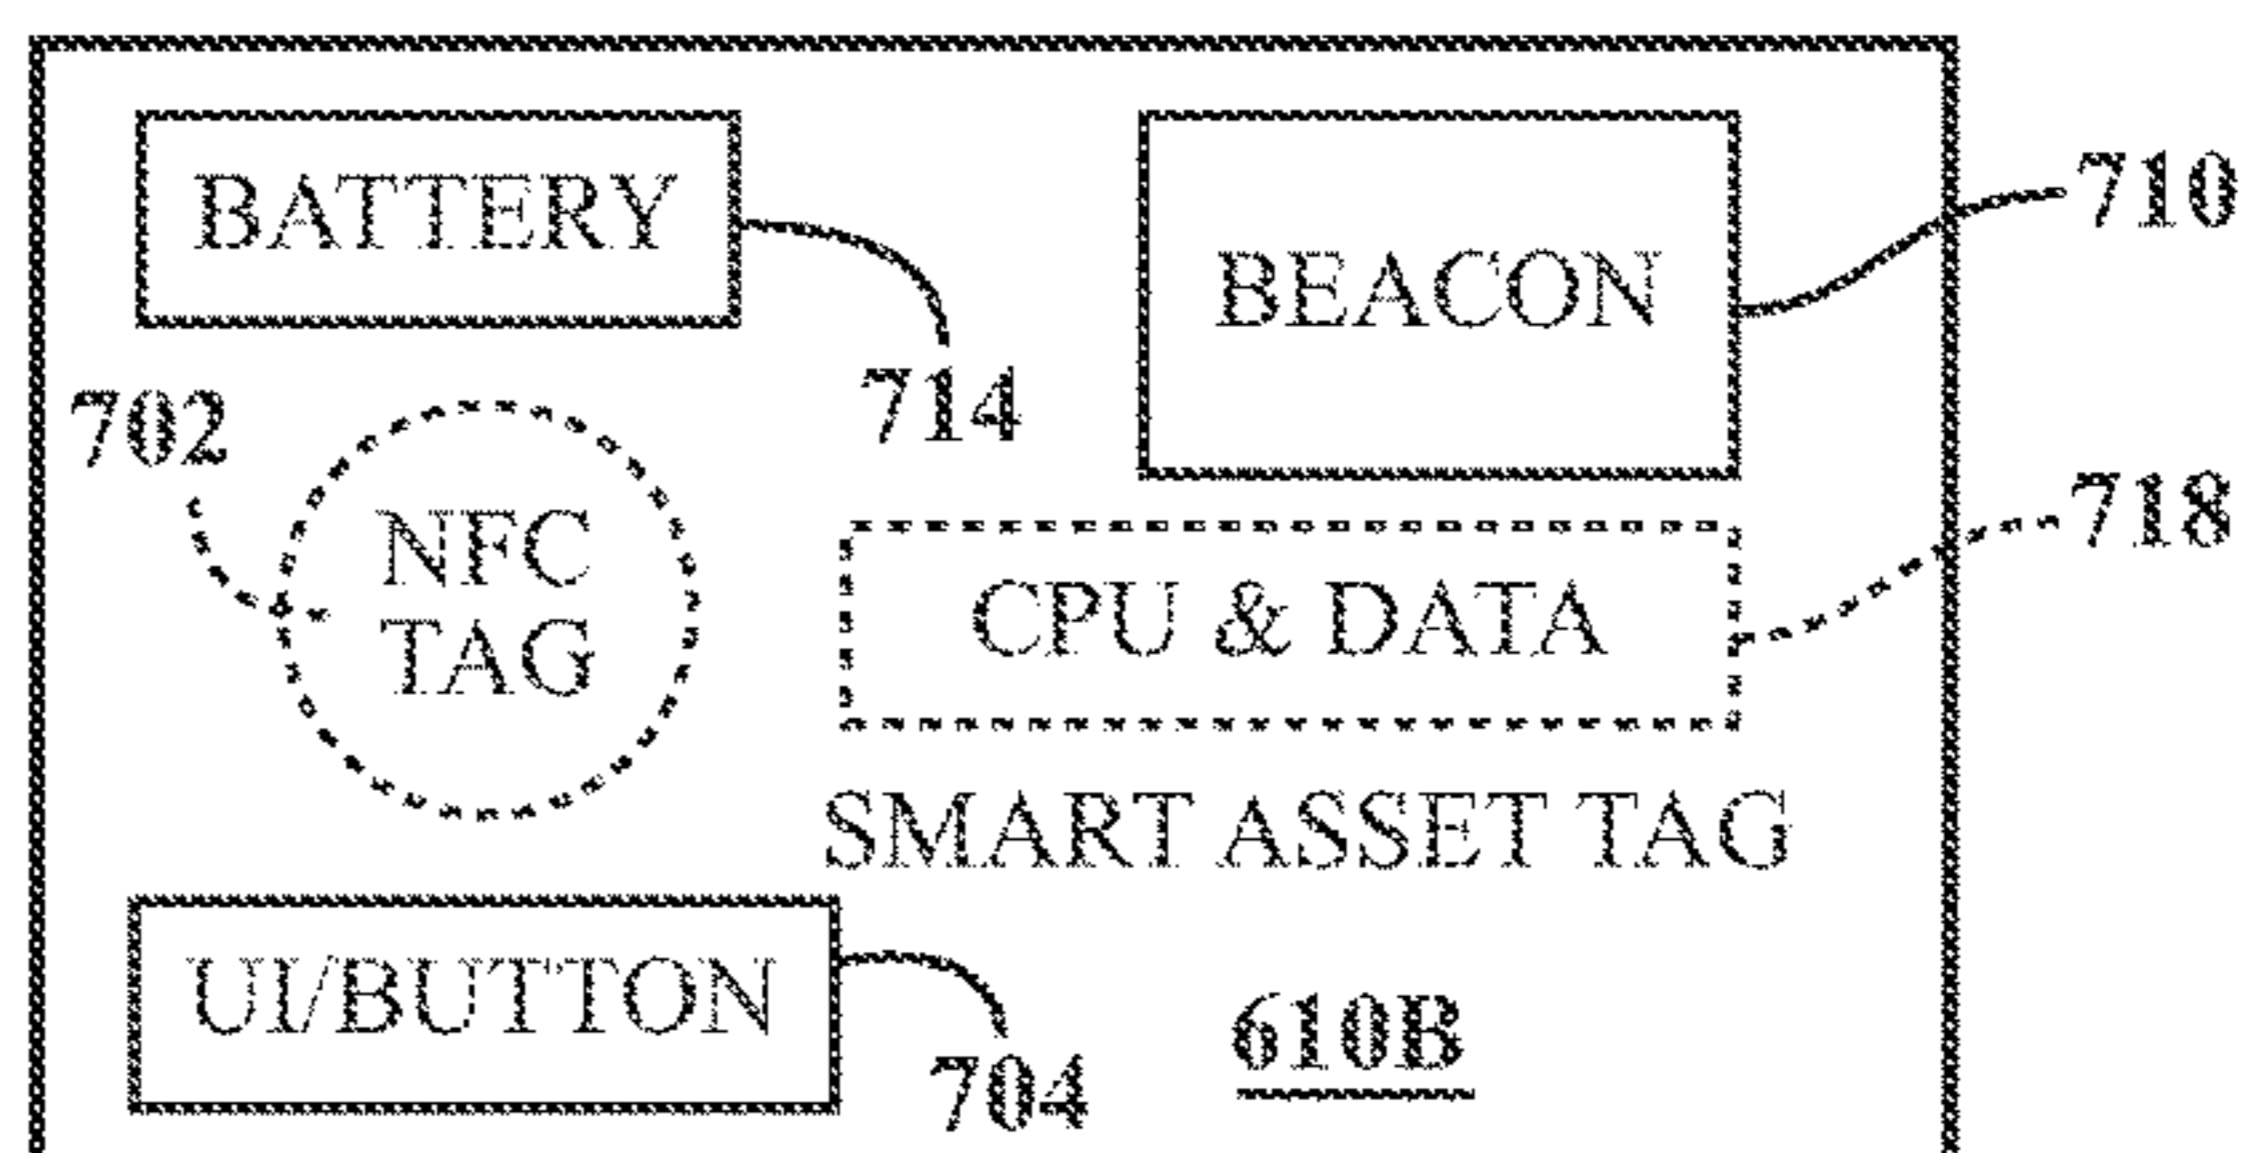 BATTERY
710
BEACON
714
702
NFC
TAG
718
CPU & DATA
SMART ASSET TAG
UI/BUTTON
610B
704